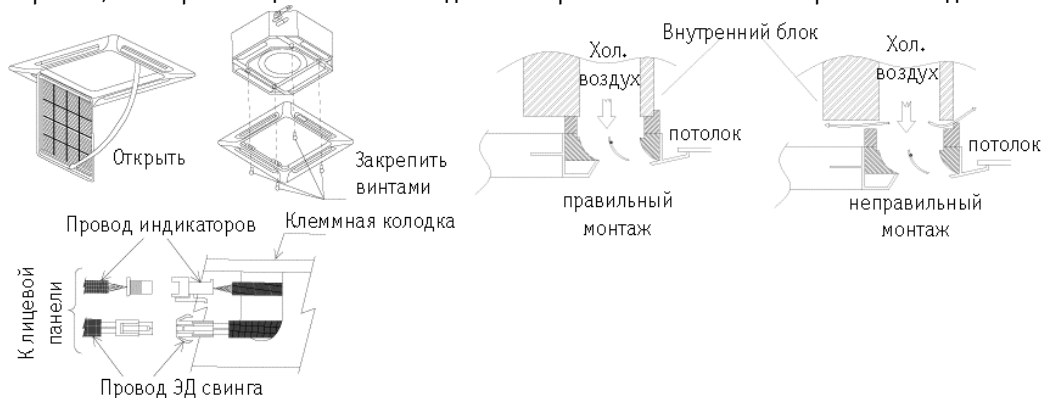 Открыть
Закрепить
винтами
Хол.
воздух
Внутренний блок
Хол.
воздух
потолок
потолок
правильный
монтаж
неправильный
монтаж
Провод индикаторов
Клеммная колодка
К лицевой
панели
Провод ЭД свинга